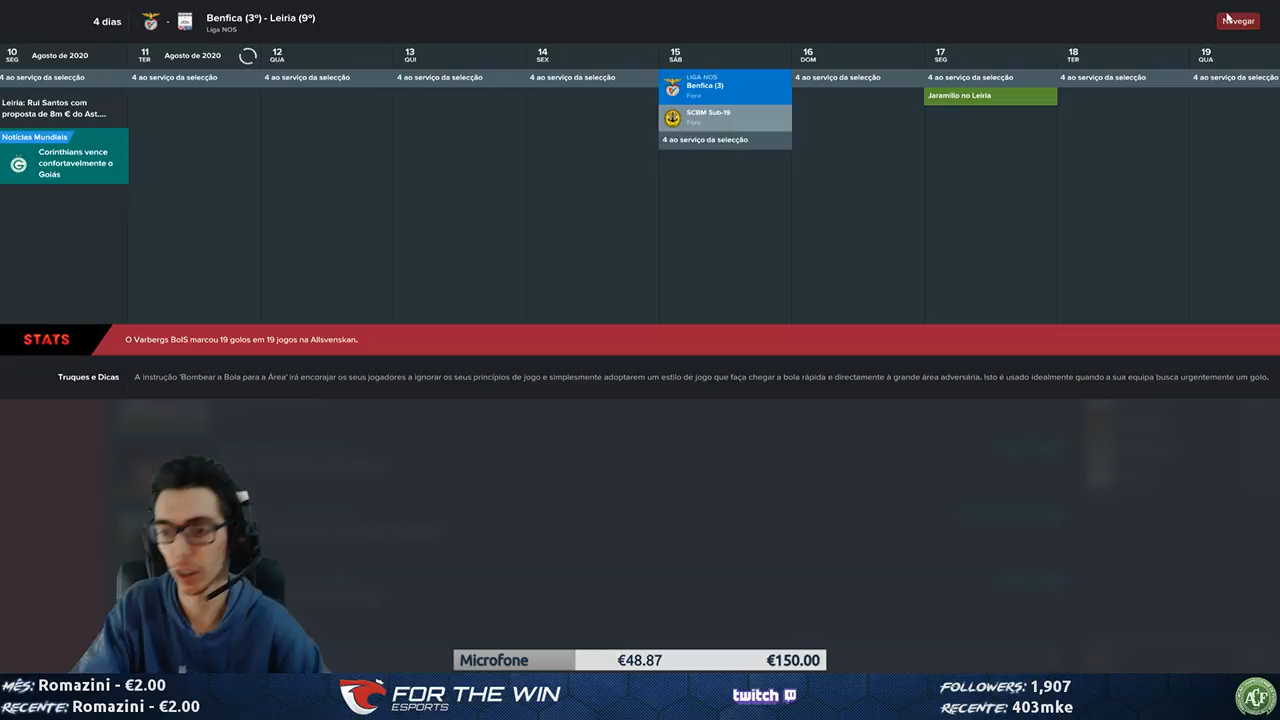 4 dias
Benfica (3º) - Leiria (9º)
Liga NOS
Navegar
10 SEG Agosto de 2020
11 TER Agosto de 2020
12 QUA
13 QUI
14 SEX
15 SÁB
16 DOM
17 SEG
18 TER
19 QUA
4 ao serviço da selecção
4 ao serviço da selecção
4 ao serviço da selecção
4 ao serviço da selecção
4 ao serviço da selecção
LIGA NOS
Benfica (3)
Fora
SCBM Sub-19
Fora
4 ao serviço da selecção
4 ao serviço da selecção
4 ao serviço da selecção
Jaramillo no Leiria
4 ao serviço da selecção
4 ao serviço da selecção
Leiria: Rui Santos com
proposta de 8m € do Ast....
Notícias Mundiais
Corinthians vence
confortavelmente o
Goiás
STATS
O Varbergs BoIS marcou 19 golos em 19 jogos na Allsvenskan.
Truques e Dicas
A instrução 'Bombear a Bola para a Área' irá encorajar os seus jogadores a ignorar os seus princípios de jogo e simplesmente adoptarem um estilo de jogo que faça chegar a bola rápida e directamente à grande área adversária. Isto é usado idealmente quando a sua equipa busca urgentemente um golo.
Microfone €48.87 €150.00
MÊS: Romazini - €2.00
RECENTE: Romazini - €2.00
FOR THE WIN
ESPORTS
twitch
FOLLOWERS: 1,907
RECENTE: 403mke
ACF